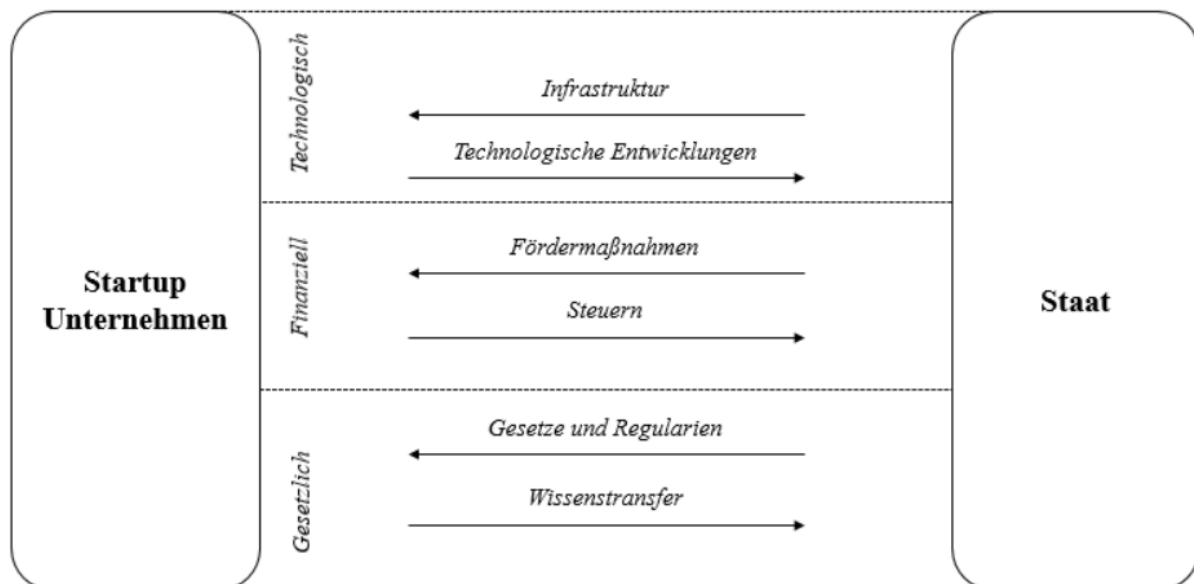 Technologisch
Infrastruktur
Technologische Entwicklungen
Startup
Unternehmen
Finanziell
Fördermaßnahmen
Steuern
Staat
Gesetzlich
Gesetze und Regularien
Wissenstransfer